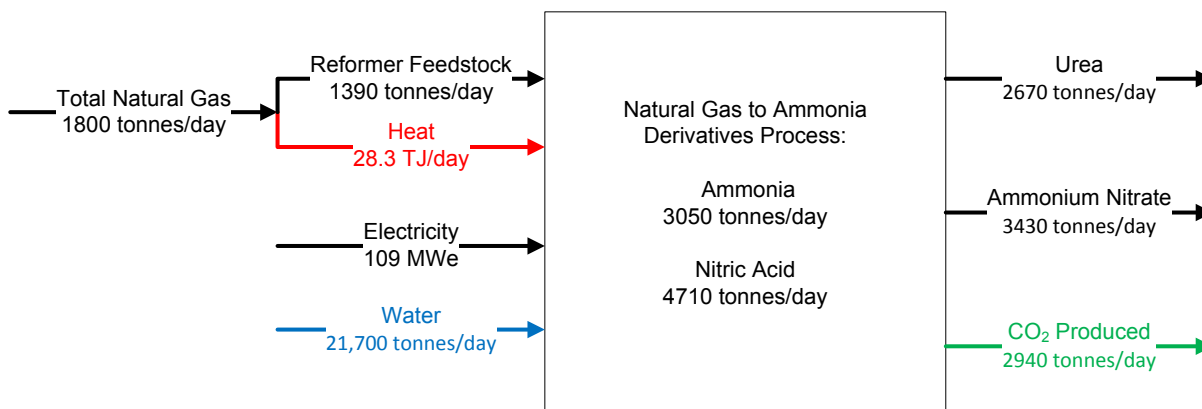 Total Natural Gas
1800 tonnes/day
Reformer Feedstock
1390 tonnes/day
Heat
28.3 TJ/day
Electricity
109 MWe
Water
21,700 tonnes/day
Natural Gas to Ammonia
Derivatives Process:
Ammonia
3050 tonnes/day
Nitric Acid
4710 tonnes/day
Urea
2670 tonnes/day
Ammonium Nitrate
3430 tonnes/day
CO₂ Produced
2940 tonnes/day